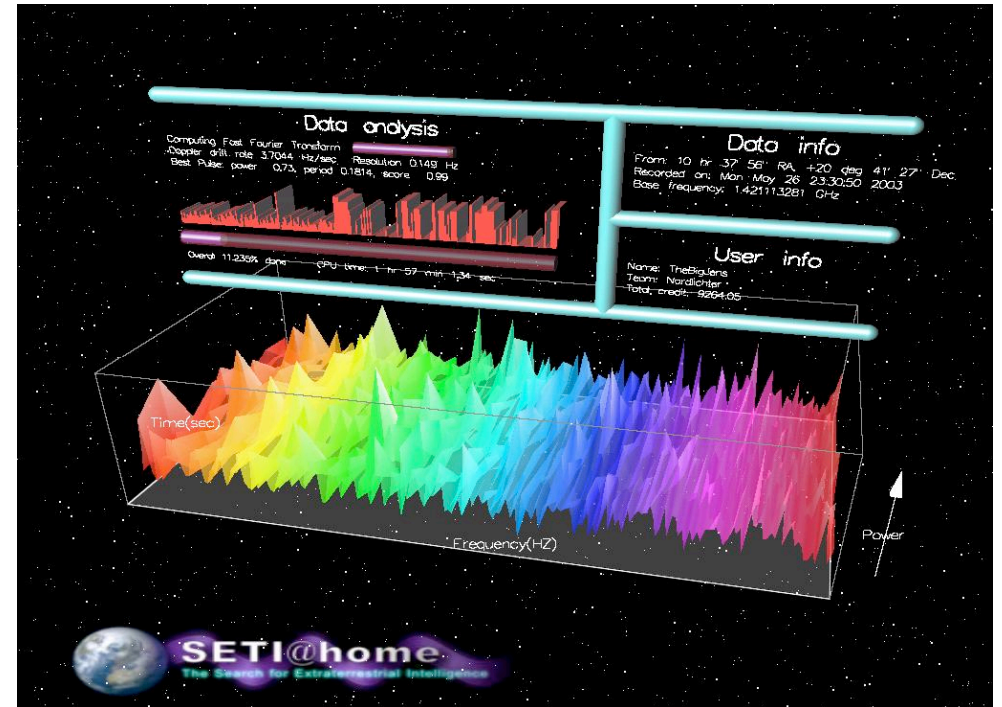 Data analysis
Computing Fast Fourier Transform
Doppler drift rate 3.7044 Hz/sec Resolution 0.149 Hz
Best Pulse: power 0.73, period 0.1814, score 0.99
Overall 11.235% done CPU time: 1 hr 57 min 1.34 sec
Data info
From: 10 hr 37' 56" RA, +20 deg 41' 27" Dec
Recorded on: Mon May 26 23:30:50 2003
Base frequency: 1.421113281 GHz
User info
Name: TheBigJens
Team: Nordlichter
Total credit: 9264.05
Time(sec)
Frequency(HZ)
Power
SETI@home
The Search for Extraterrestrial Intelligence